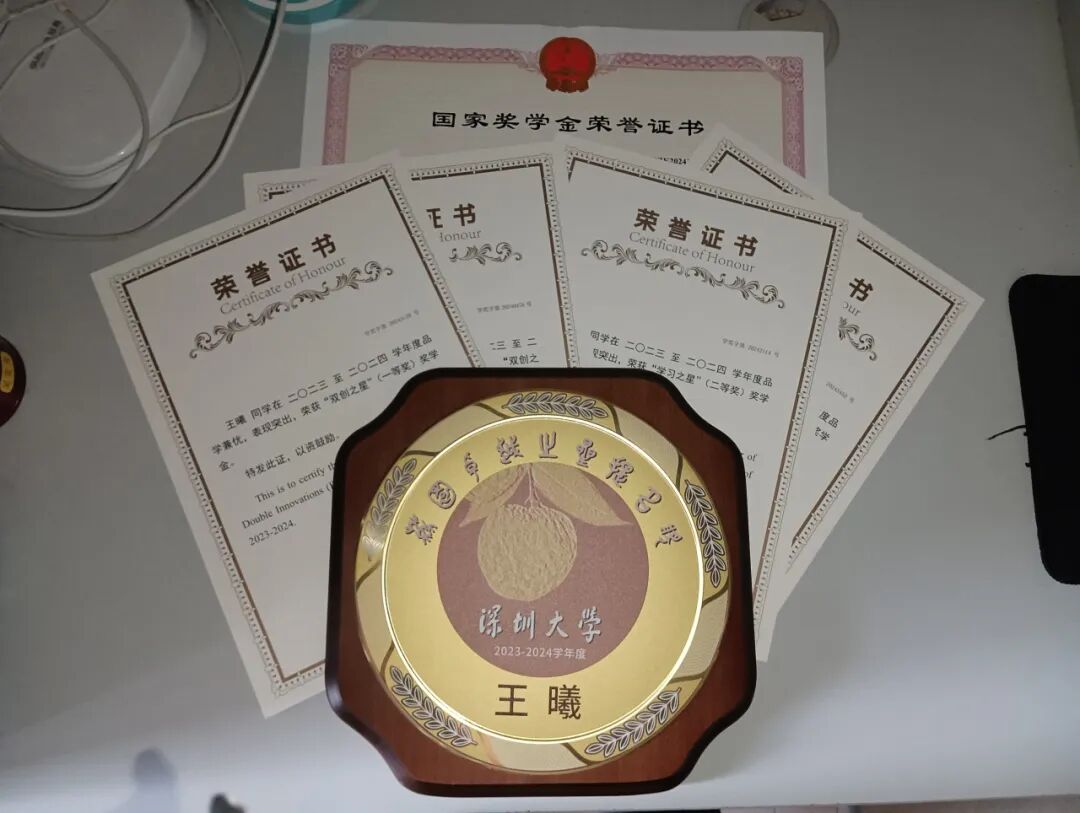 国家奖学金荣誉证书
荣誉证书
Certificate of Honour
王曦 同学在 二〇二三 至 二〇二四 学年度品
学兼优，表现突出，荣获“双创之星”（一等奖）奖学
金。 特发此证，以资鼓励。
This is to certify th
Double Innovations (
2023-2024.
证书
Honour
二三 至 二
“双创之
荣誉证书
Certificate of Honour
同学在 二〇二三 至 二〇二四 学年度品
现突出，荣获“学习之星”（二等奖）奖学
of
书
our
度品
奖学
深圳大学
2023-2024学年度
王曦